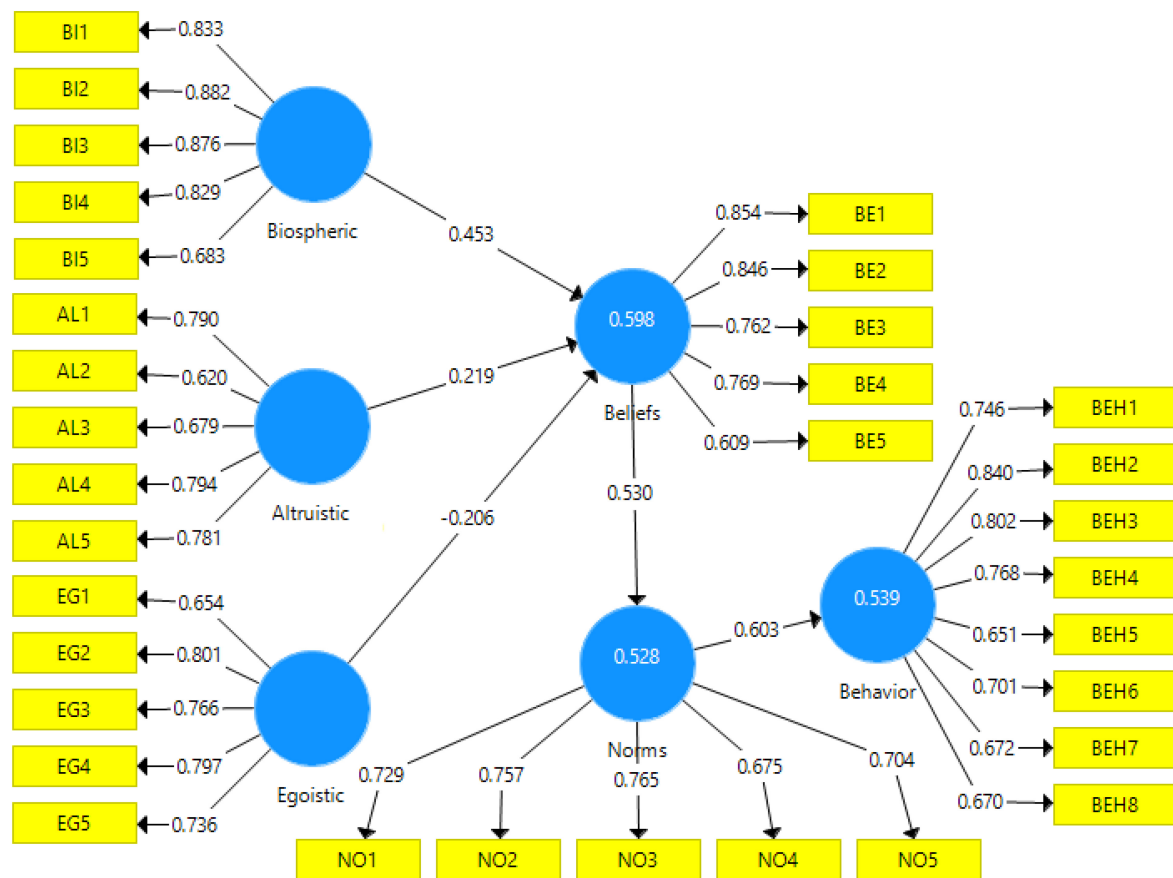 BI1
0.833
BI2
0.882
BI3
0.876
BI4
0.829
BI5
0.683
Biospheric
0.453
AL1
0.790
AL2
0.620
AL3
0.679
AL4
0.794
AL5
0.781
Altruistic
0.219
EG1
0.654
EG2
0.801
EG3
0.766
EG4
0.797
EG5
0.736
Egoistic
-0.206
0.598
Beliefs
0.854
BE1
0.846
BE2
0.762
BE3
0.769
BE4
0.609
BE5
0.530
0.528
Norms
0.729
0.757
0.765
0.675
0.704
NO1
NO2
NO3
NO4
NO5
0.603
0.539
Behavior
0.746
BEH1
0.840
BEH2
0.802
BEH3
0.768
BEH4
0.651
BEH5
0.701
BEH6
0.672
BEH7
0.670
BEH8